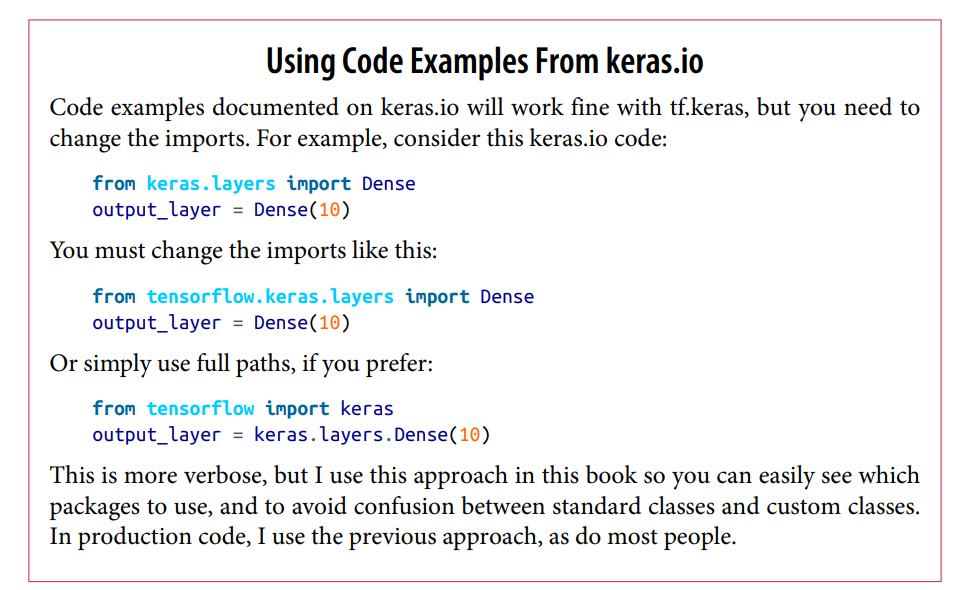 Using Code Examples From keras.io
Code examples documented on keras.io will work fine with tf.keras, but you need to
change the imports. For example, consider this keras.io code:
from keras.layers import Dense
output_layer = Dense(10)
You must change the imports like this:
from tensorflow.keras.layers import Dense
output_layer = Dense(10)
Or simply use full paths, if you prefer:
from tensorflow import keras
output_layer = keras.layers.Dense(10)
This is more verbose, but I use this approach in this book so you can easily see which
packages to use, and to avoid confusion between standard classes and custom classes.
In production code, I use the previous approach, as do most people.